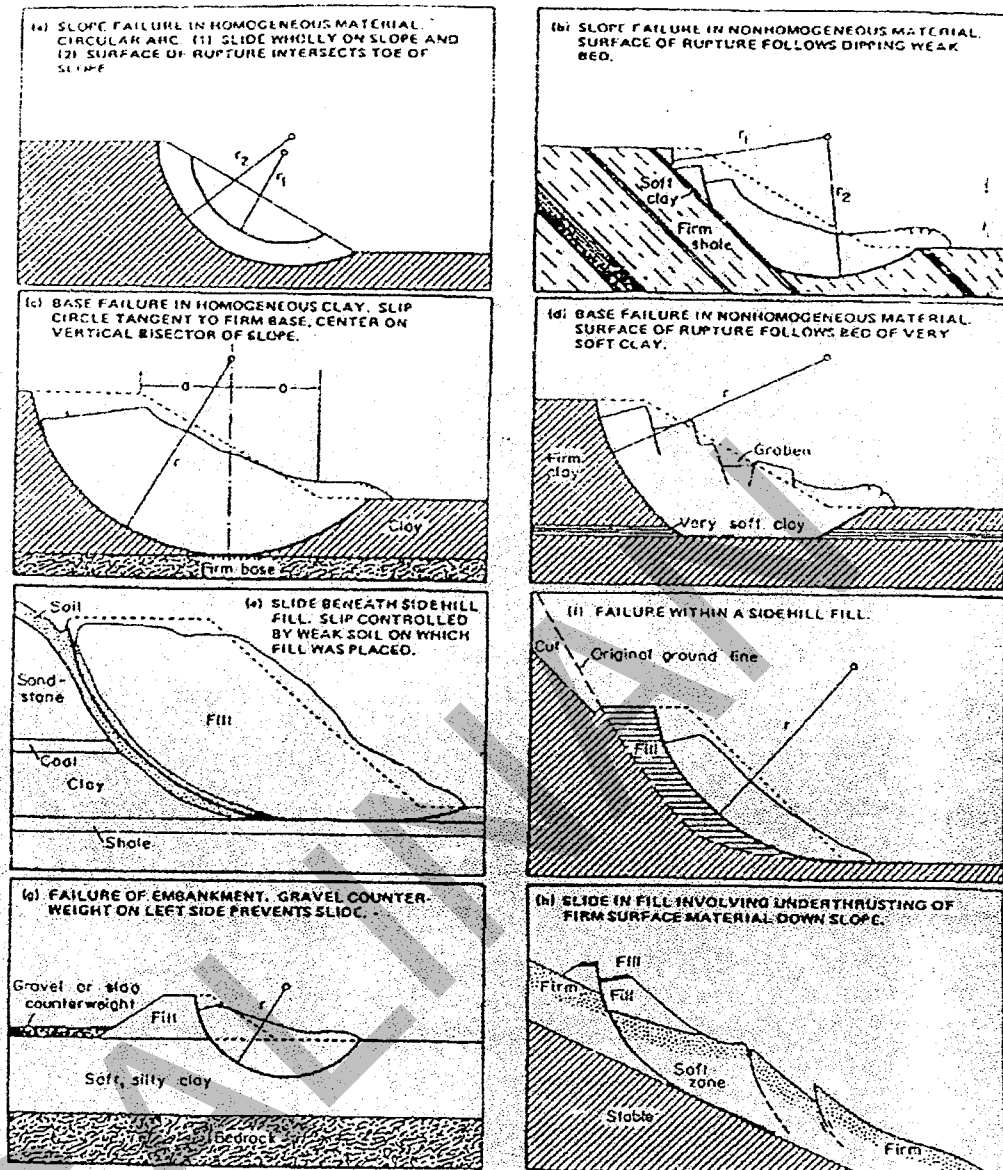 (a) SLOPE FAILURE IN HOMOGENEOUS MATERIAL.
CIRCULAR ARC. (1) SLIDE WHOLLY ON SLOPE AND
(2) SURFACE OF RUPTURE INTERSECTS TOE OF
SLOPE
r2
r1
(b) SLOPE FAILURE IN NONHOMOGENEOUS MATERIAL.
SURFACE OF RUPTURE FOLLOWS DIPPING WEAK
BED.
r1
r2
Soft
clay
Firm
shale
(c) BASE FAILURE IN HOMOGENEOUS CLAY. SLIP
CIRCLE TANGENT TO FIRM BASE, CENTER ON
VERTICAL BISECTOR OF SLOPE.
a
a
r
Clay
Firm base
(d) BASE FAILURE IN NONHOMOGENEOUS MATERIAL.
SURFACE OF RUPTURE FOLLOWS BED OF VERY
SOFT CLAY.
r
Graben
Firm
clay
Very soft clay
(e) SLIDE BENEATH SIDEHILL
FILL. SLIP CONTROLLED
BY WEAK SOIL ON WHICH
FILL WAS PLACED.
Soil
Sand-
stone
Fill
Coal
Clay
Shale
(f) FAILURE WITHIN A SIDEHILL FILL.
Cut
Original ground line
r
Fill
(g) FAILURE OF EMBANKMENT. GRAVEL COUNTER-
WEIGHT ON LEFT SIDE PREVENTS SLIDE.
Gravel or slag
counterweight
Fill
r
Soft, silty clay
Bedrock
(h) SLIDE IN FILL INVOLVING UNDERTHRUSTING OF
FIRM SURFACE MATERIAL DOWN SLOPE.
Fill
Firm
Fill
Soft
zone
Stable
Firm